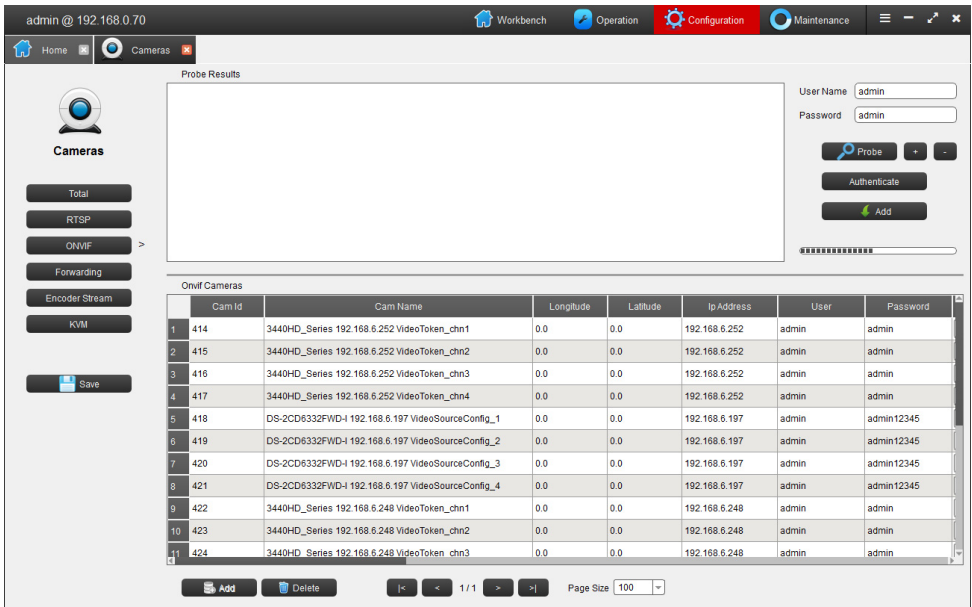 admin @ 192.168.0.70
Workbench
Operation
Configuration
Maintenance
Home
Cameras
Cameras
Total
RTSP
ONVIF >
Forwarding
Encoder Stream
KVM
Save
Probe Results
User Name admin
Password admin
Probe + -
Authenticate
Add
Onvif Cameras
Cam Id Cam Name Longitude Latitude Ip Address User Password
1 414 3440HD_Series 192.168.6.252 VideoToken_chn1 0.0 0.0 192.168.6.252 admin admin
2 415 3440HD_Series 192.168.6.252 VideoToken_chn2 0.0 0.0 192.168.6.252 admin admin
3 416 3440HD_Series 192.168.6.252 VideoToken_chn3 0.0 0.0 192.168.6.252 admin admin
4 417 3440HD_Series 192.168.6.252 VideoToken_chn4 0.0 0.0 192.168.6.252 admin admin
5 418 DS-2CD6332FWD-I 192.168.6.197 VideoSourceConfig_1 0.0 0.0 192.168.6.197 admin admin12345
6 419 DS-2CD6332FWD-I 192.168.6.197 VideoSourceConfig_2 0.0 0.0 192.168.6.197 admin admin12345
7 420 DS-2CD6332FWD-I 192.168.6.197 VideoSourceConfig_3 0.0 0.0 192.168.6.197 admin admin12345
8 421 DS-2CD6332FWD-I 192.168.6.197 VideoSourceConfig_4 0.0 0.0 192.168.6.197 admin admin12345
9 422 3440HD_Series 192.168.6.248 VideoToken_chn1 0.0 0.0 192.168.6.248 admin admin
10 423 3440HD_Series 192.168.6.248 VideoToken_chn2 0.0 0.0 192.168.6.248 admin admin
11 424 3440HD_Series 192.168.6.248 VideoToken_chn3 0.0 0.0 192.168.6.248 admin admin
Add Delete |< < 1/1 > >| Page Size 100